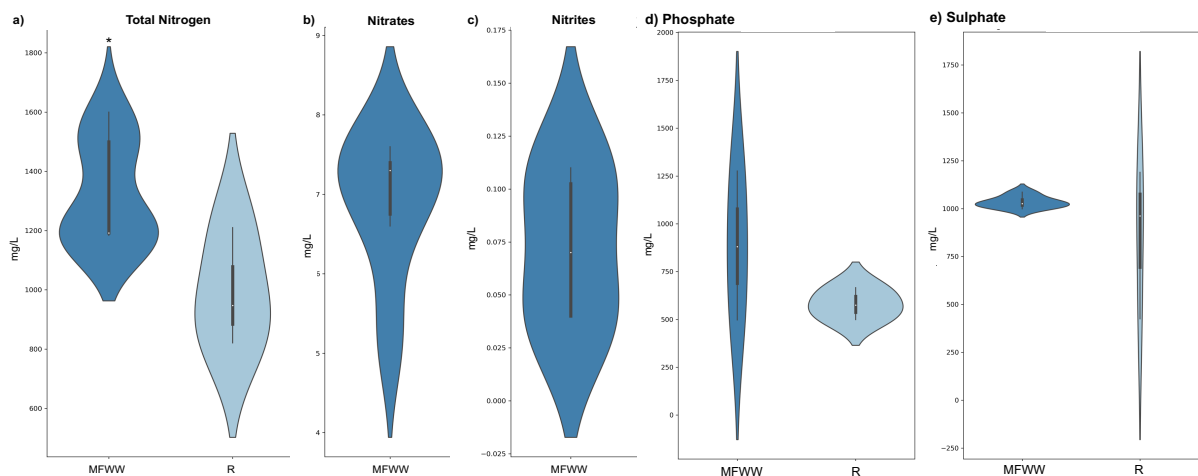 a) Total Nitrogen
*
mg/L
1800
1600
1400
1200
1000
800
600
MFWW R
b) Nitrates
mg/L
9
8
7
6
5
4
MFWW
c) Nitrites
mg/L
0.175
0.150
0.125
0.100
0.075
0.050
0.025
0.000
−0.025
MFWW
d) Phosphate
mg/L
2000
1750
1500
1250
1000
750
500
250
0
MFWW R
e) Sulphate
mg/L
1750
1500
1250
1000
750
500
250
0
−250
MFWW R